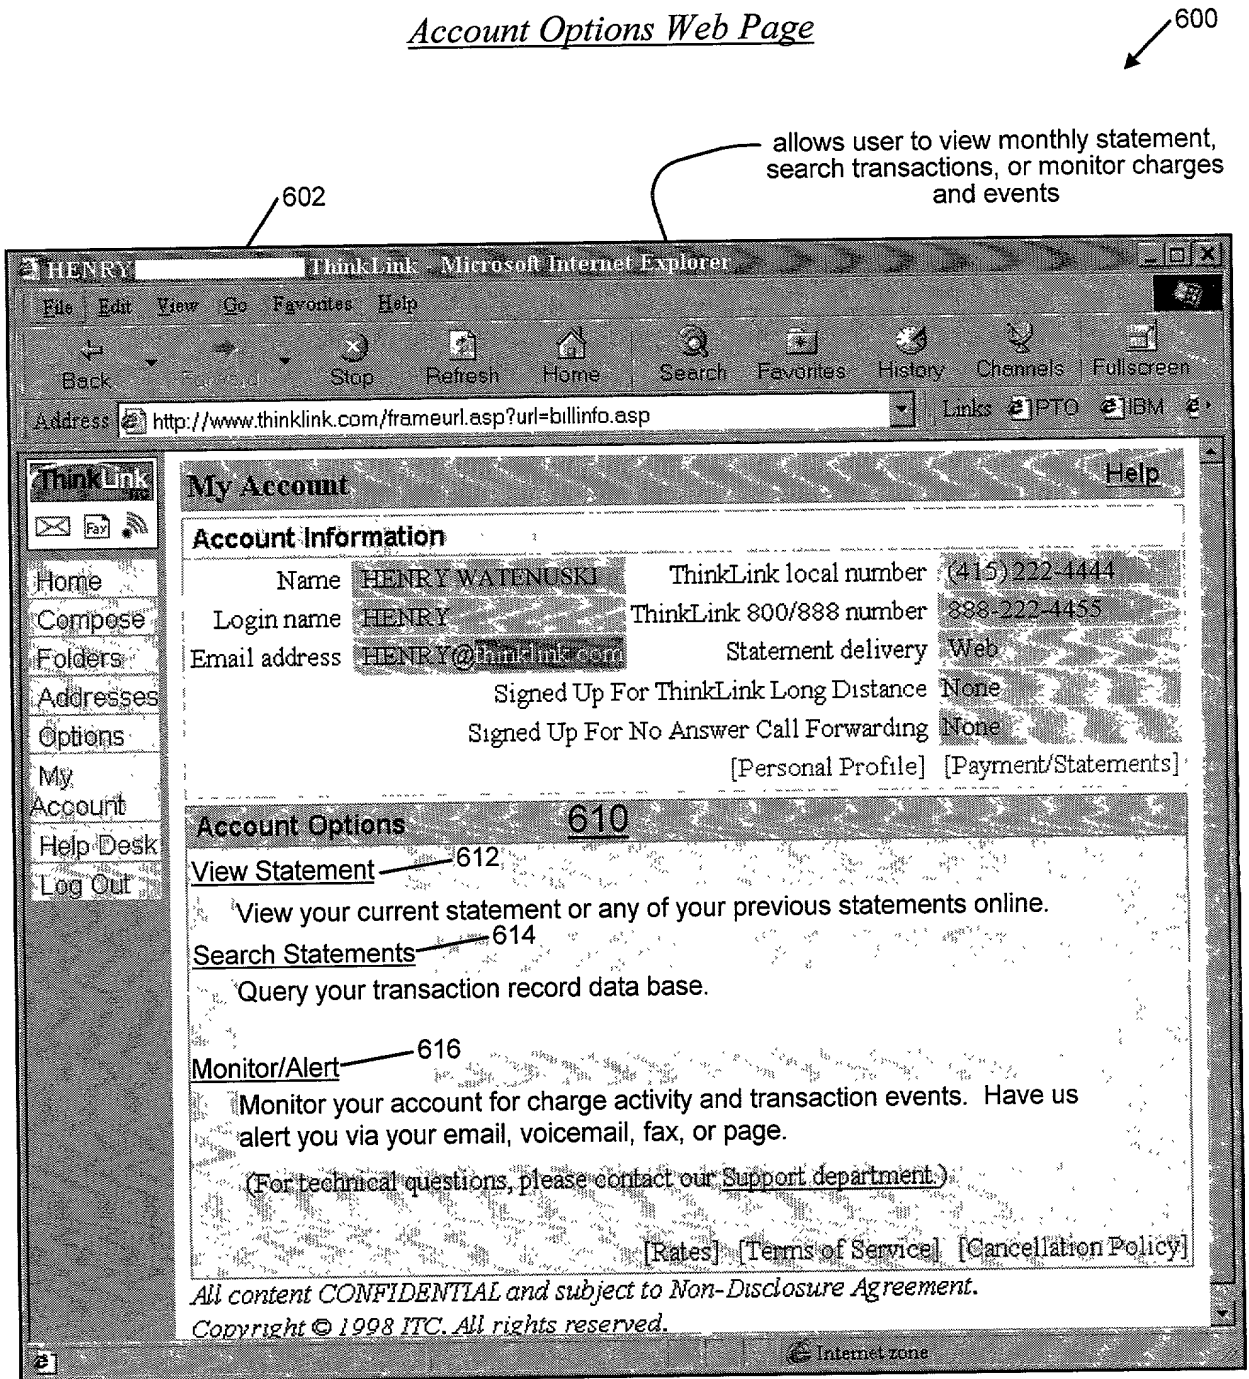 Account Options Web Page
600
allows user to view monthly statement,
search transactions, or monitor charges
and events
602
HENRY ThinkLink - Microsoft Internet Explorer
File Edit View Go Favorites Help
Back Forward Stop Refresh Home Search Favorites History Channels Fullscreen
Address http://www.thinklink.com/frameurl.asp?url=billinfo.asp Links PTO IBM
ThinkLink
Fax
Home
Compose
Folders
Addresses
Options
My
Account
Help Desk
Log Out
My Account Help
Account Information
Name HENRY WATENUSKI ThinkLink local number (415)222-4444
Login name HENRY ThinkLink 800/888 number 888-222-4455
Email address HENRY@thinklink.com Statement delivery Web
Signed Up For ThinkLink Long Distance None
Signed Up For No Answer Call Forwarding None
[Personal Profile] [Payment/Statements]
Account Options 610
View Statement 612
View your current statement or any of your previous statements online.
Search Statements 614
Query your transaction record data base.
Monitor/Alert 616
Monitor your account for charge activity and transaction events. Have us
alert you via your email, voicemail, fax, or page.
(For technical questions, please contact our Support department.)
[Rates] [Terms of Service] [Cancellation Policy]
All content CONFIDENTIAL and subject to Non-Disclosure Agreement.
Copyright © 1998 ITC. All rights reserved.
Internet zone